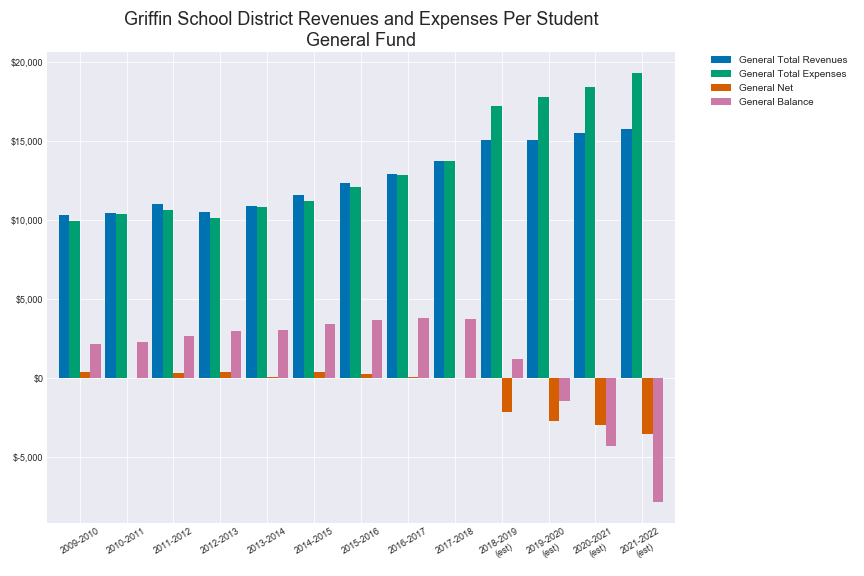 Griffin School District Revenues and Expenses Per Student
General Fund
General Total Revenues
General Total Expenses
General Net
General Balance
$20,000
$15,000
$10,000
$5,000
$0
$-5,000
2009-2010
2010-2011
2011-2012
2012-2013
2013-2014
2014-2015
2015-2016
2016-2017
2017-2018
2018-2019
(est)
2019-2020
(est)
2020-2021
(est)
2021-2022
(est)